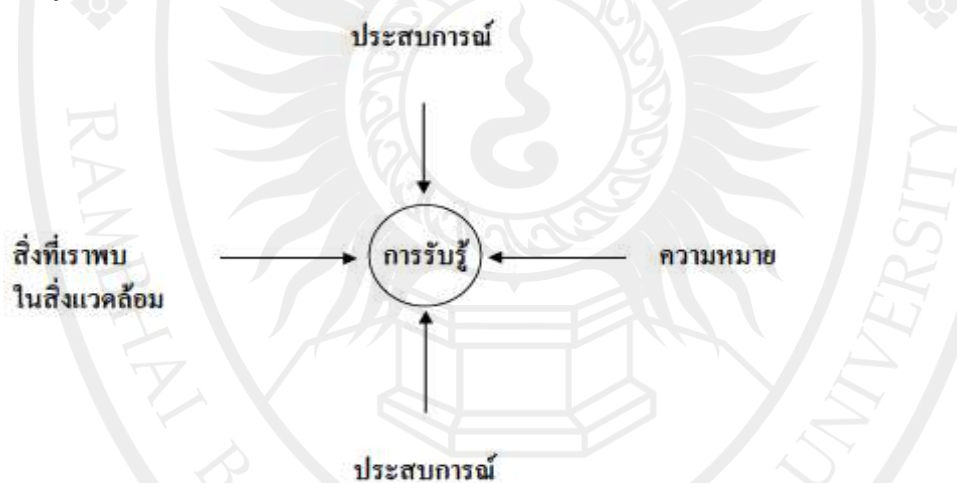 ประสบการณ์
สิ่งที่เราพบ
ในสิ่งแวดล้อม
การรับรู้
ความหมาย
ประสบการณ์
RAMBHAI B
UNIVERSITY